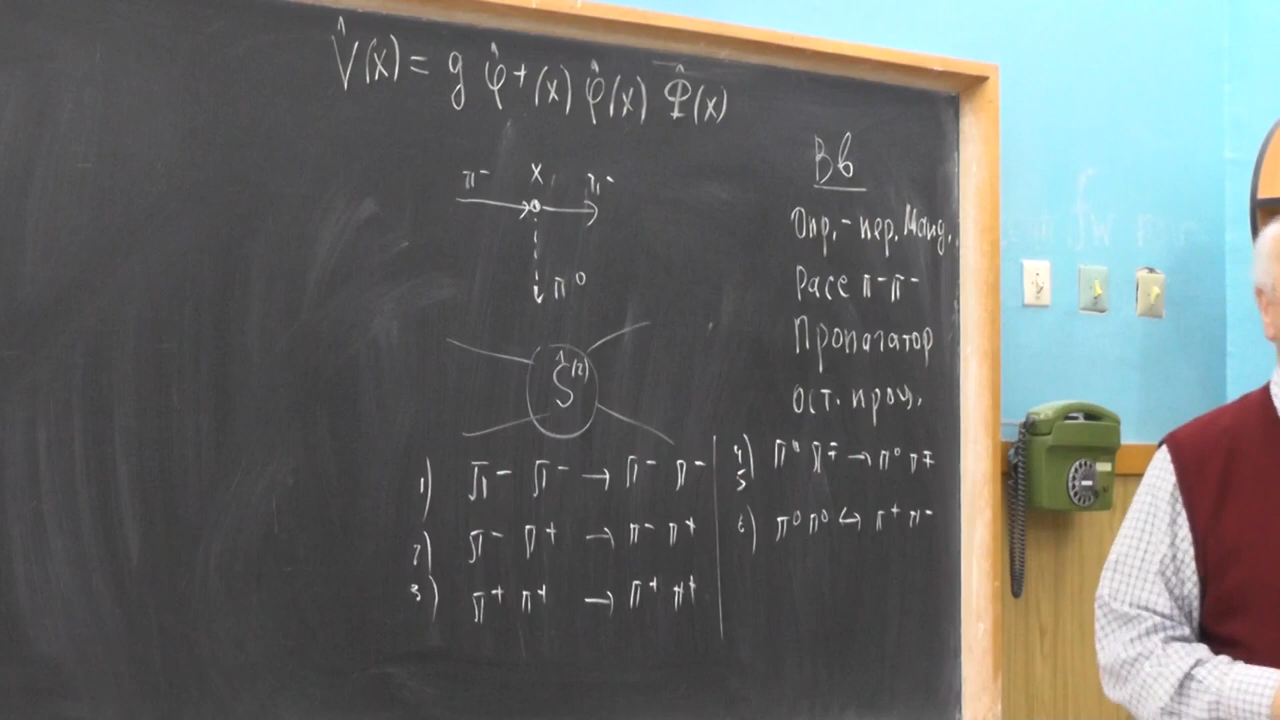 V̂(x) = g φ̂⁺(x) φ̂(x) Φ̂(x)
π⁻ x π⁻
π⁰
Ŝ⁽²⁾
1) π⁻ π⁻ → π⁻ π⁻
2) π⁻ π⁺ → π⁻ π⁺
3) π⁺ π⁺ → π⁺ π⁺
Вв
Опр.-пер. Манд.
Расс π⁻π⁻
Пропагатор
Ост. проц.
4)
5) π⁰ π∓ → π⁰ π∓
6) π⁰ π⁰ ↔ π⁺ π⁻